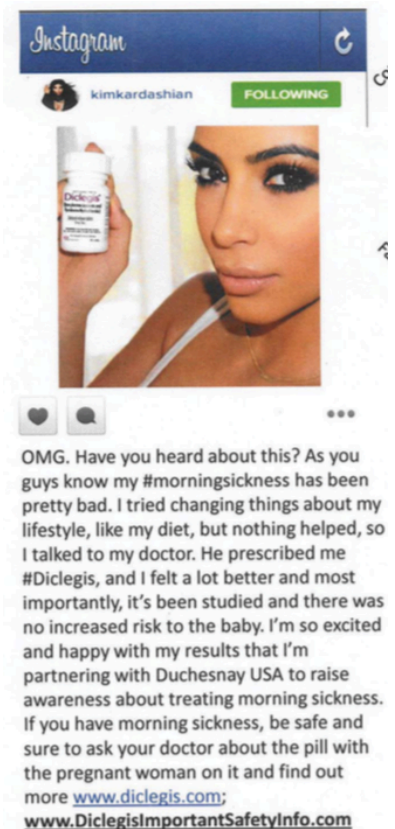 Instagram
kimkardashian
FOLLOWING
Diclegis
OMG. Have you heard about this? As you
guys know my #morningsickness has been
pretty bad. I tried changing things about my
lifestyle, like my diet, but nothing helped, so
I talked to my doctor. He prescribed me
#Diclegis, and I felt a lot better and most
importantly, it's been studied and there was
no increased risk to the baby. I'm so excited
and happy with my results that I'm
partnering with Duchesnay USA to raise
awareness about treating morning sickness.
If you have morning sickness, be safe and
sure to ask your doctor about the pill with
the pregnant woman on it and find out
more www.diclegis.com;
www.DiclegisImportantSafetyInfo.com